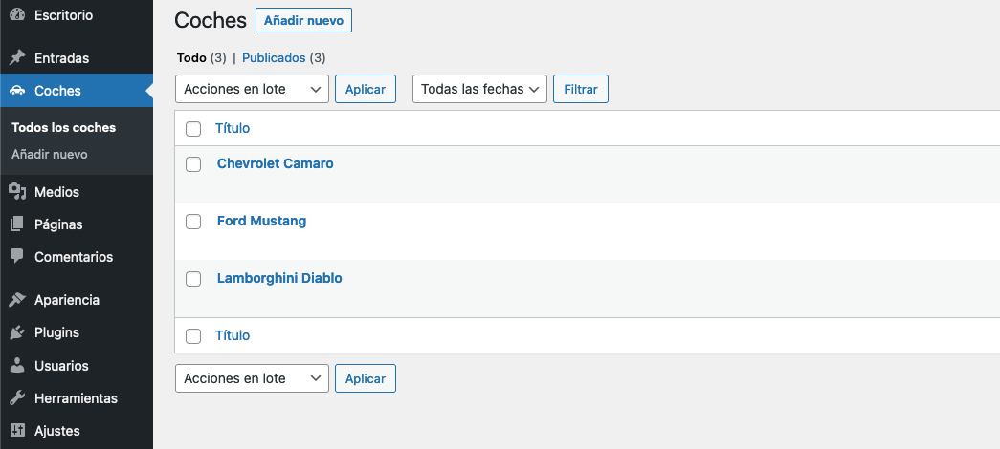 Escritorio
Entradas
Coches
Todos los coches
Añadir nuevo
Medios
Páginas
Comentarios
Apariencia
Plugins
Usuarios
Herramientas
Ajustes
Coches Añadir nuevo
Todo (3) | Publicados (3)
Acciones en lote Aplicar Todas las fechas Filtrar
Título
Chevrolet Camaro
Ford Mustang
Lamborghini Diablo
Título
Acciones en lote Aplicar